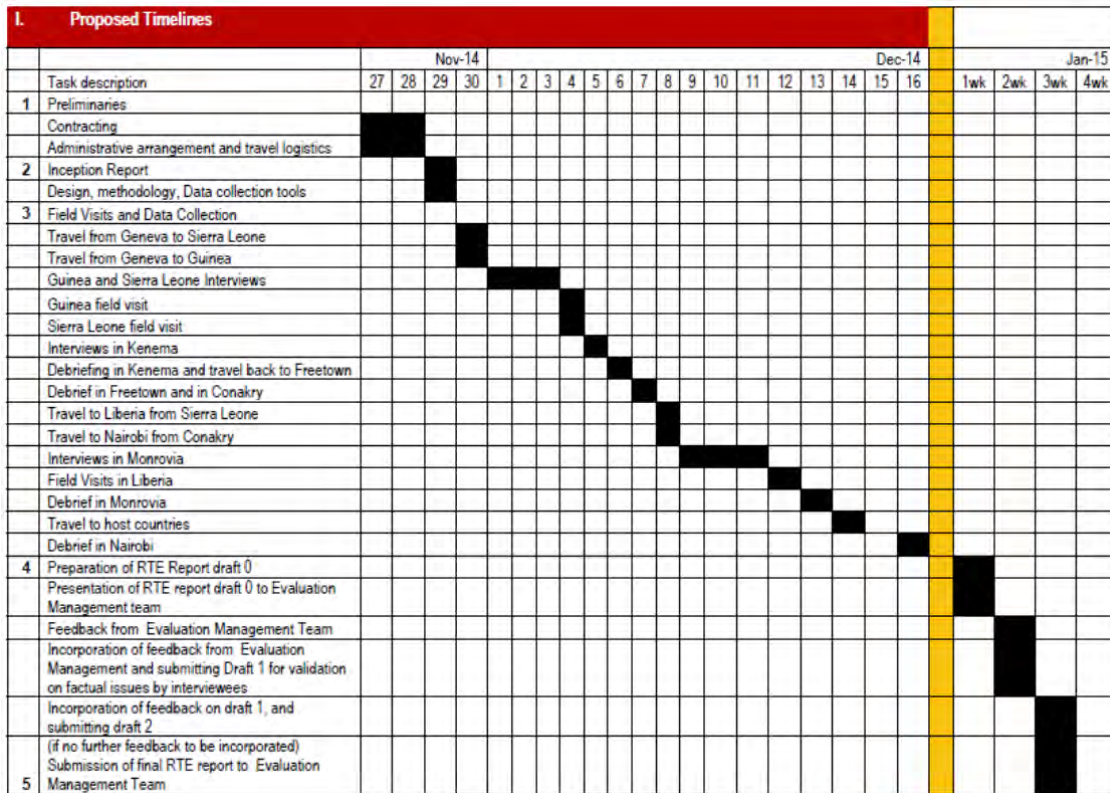 I. Proposed Timelines
Nov-14 Dec-14 Jan-15
Task description 27 28 29 30 1 2 3 4 5 6 7 8 9 10 11 12 13 14 15 16 1wk 2wk 3wk 4wk
1 Preliminaries
Contracting
Administrative arrangement and travel logistics
2 Inception Report
Design, methodology, Data collection tools
3 Field Visits and Data Collection
Travel from Geneva to Sierra Leone
Travel from Geneva to Guinea
Guinea and Sierra Leone Interviews
Guinea field visit
Sierra Leone field visit
Interviews in Kenema
Debriefing in Kenema and travel back to Freetown
Debrief in Freetown and in Conakry
Travel to Liberia from Sierra Leone
Travel to Nairobi from Conakry
Interviews in Monrovia
Field Visits in Liberia
Debrief in Monrovia
Travel to host countries
Debrief in Nairobi
4 Preparation of RTE Report draft 0
Presentation of RTE report draft 0 to Evaluation
Management team
Feedback from Evaluation Management Team
Incorporation of feedback from Evaluation
Management and submitting Draft 1 for validation
on factual issues by interviewees
Incorporation of feedback on draft 1, and
submitting draft 2
(if no further feedback to be incorporated)
Submission of final RTE report to Evaluation
5 Management Team